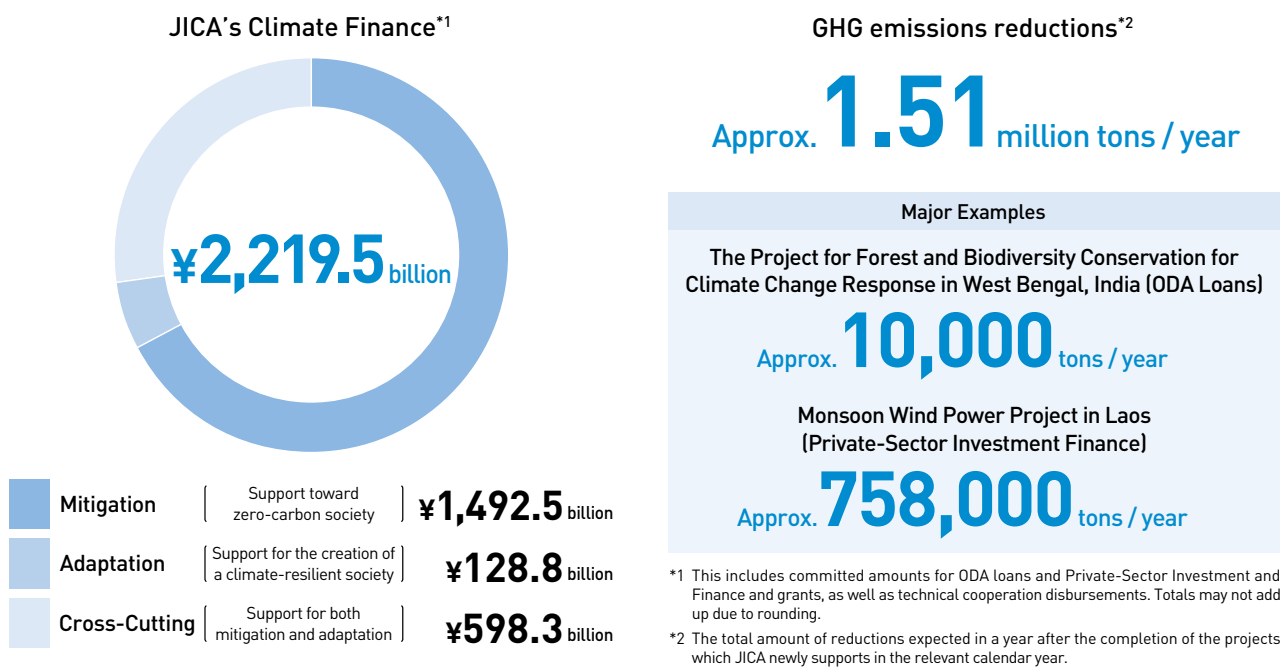 JICA's Climate Finance*1
¥2,219.5 billion
Mitigation
Support toward
zero-carbon society
¥1,492.5 billion
Adaptation
Support for the creation of
a climate-resilient society
¥128.8 billion
Cross-Cutting
Support for both
mitigation and adaptation
¥598.3 billion
GHG emissions reductions*2
Approx. 1.51 million tons / year
Major Examples
The Project for Forest and Biodiversity Conservation for
Climate Change Response in West Bengal, India (ODA Loans)
Approx. 10,000 tons / year
Monsoon Wind Power Project in Laos
(Private-Sector Investment Finance)
Approx. 758,000 tons / year
*1 This includes committed amounts for ODA loans and Private-Sector Investment and
Finance and grants, as well as technical cooperation disbursements. Totals may not add
up due to rounding.
*2 The total amount of reductions expected in a year after the completion of the projects
which JICA newly supports in the relevant calendar year.